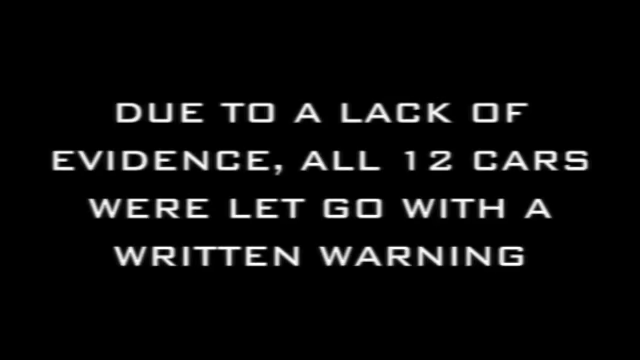 DUE TO A LACK OF
EVIDENCE, ALL 12 CARS
WERE LET GO WITH A
WRITTEN WARNING